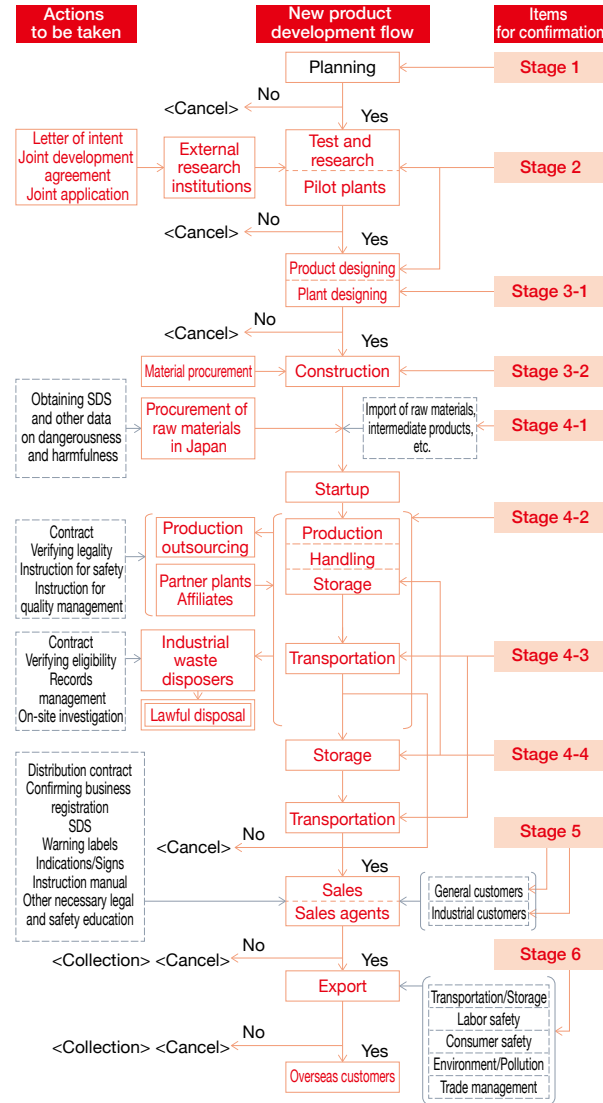 Actions
to be taken
New product
development flow
Items
for confirmation
Planning
Stage 1
No
<Cancel>
Yes
Letter of intent
Joint development
agreement
Joint application
External
research
institutions
Test and
research
Pilot plants
Stage 2
<Cancel>
No
Yes
Product designing
Plant designing
Stage 3-1
No
<Cancel>
Yes
Material procurement
Construction
Stage 3-2
Obtaining SDS
and other data
on dangerousness
and harmfulness
Procurement of
raw materials
in Japan
Import of raw materials,
intermediate products,
etc.
Stage 4-1
Startup
Stage 4-2
Contract
Verifying legality
Instruction for safety
Instruction for
quality management
Production
outsourcing
Partner plants
Affiliates
Production
Handling
Storage
Contract
Verifying eligibility
Records
management
On-site investigation
Industrial
waste
disposers
Lawful disposal
Transportation
Stage 4-3
Storage
Stage 4-4
Distribution contract
Confirming business
registration
SDS
Warning labels
Indications/Signs
Instruction manual
Other necessary legal
and safety education
Transportation
No
<Cancel>
Yes
Stage 5
Sales
Sales agents
General customers
Industrial customers
No
<Collection> <Cancel>
Yes
Stage 6
Export
Transportation/Storage
Labor safety
Consumer safety
Environment/Pollution
Trade management
No
<Collection> <Cancel>
Yes
Overseas customers